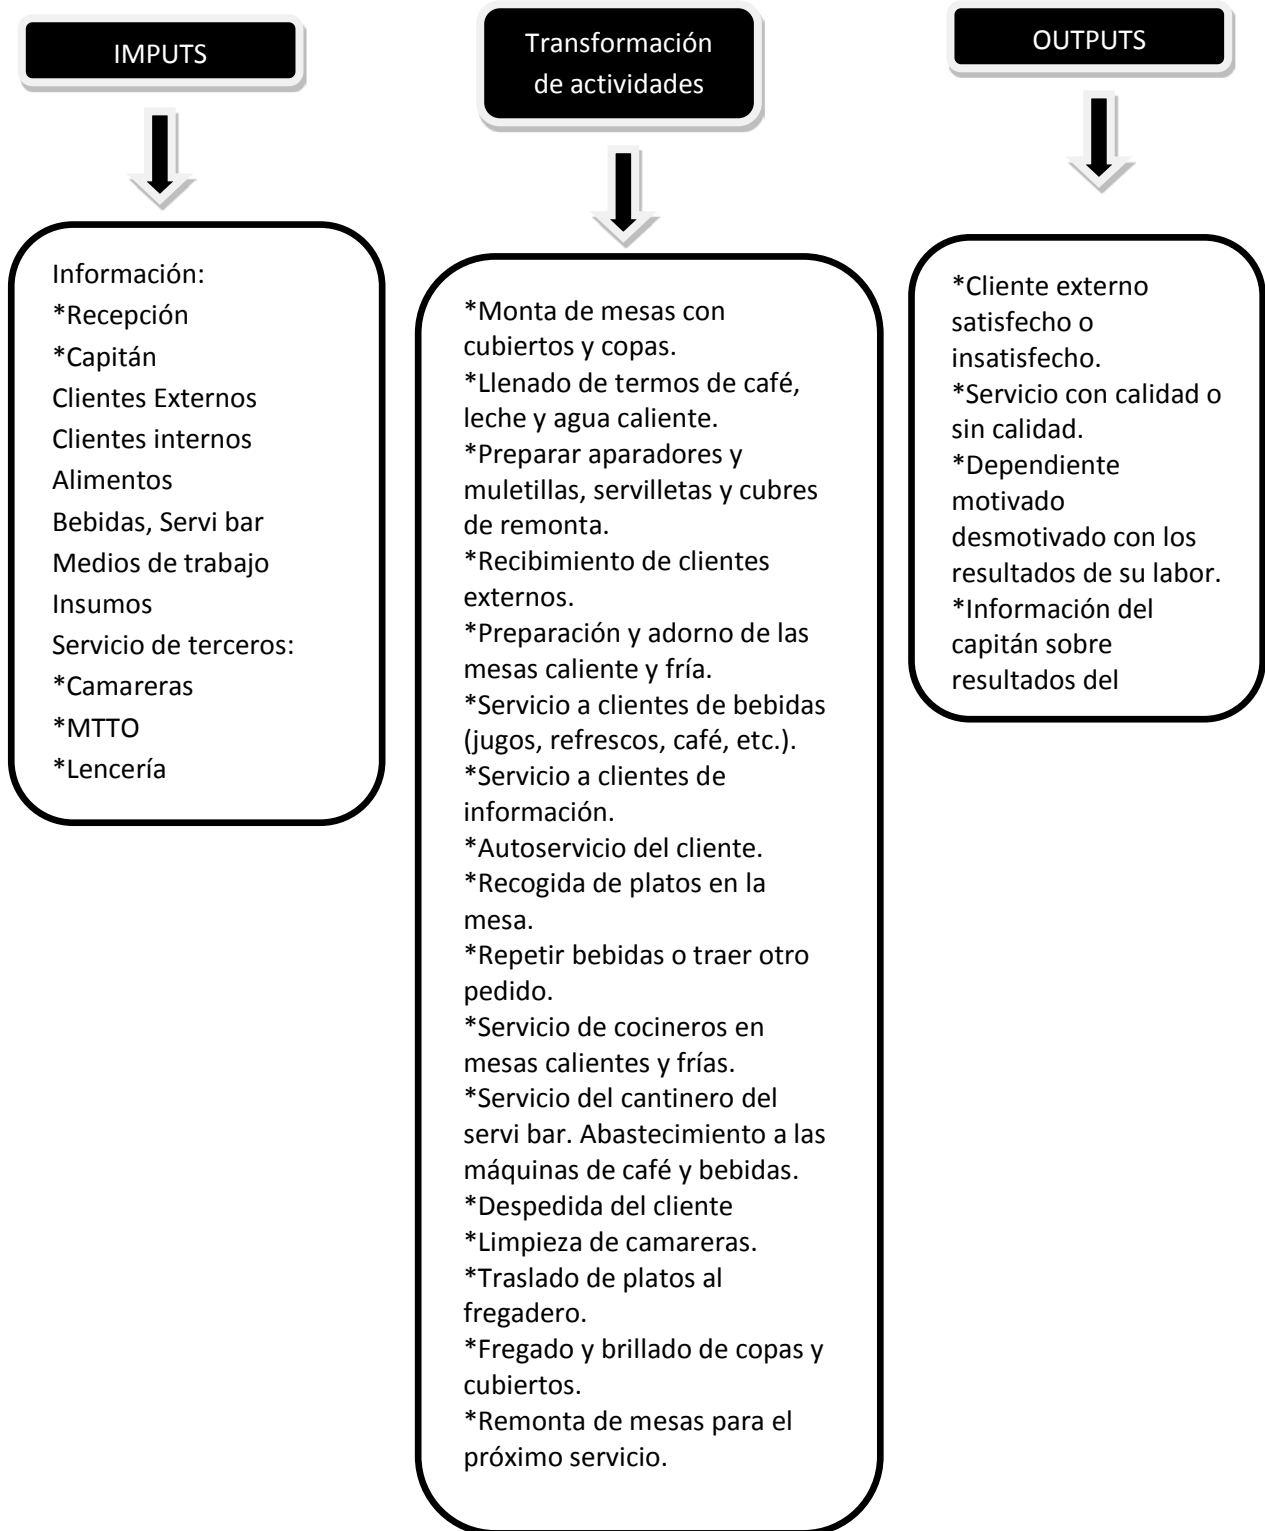 IMPUTS
Información:
*Recepción
*Capitán
Clientes Externos
Clientes internos
Alimentos
Bebidas, Servi bar
Medios de trabajo
Insumos
Servicio de terceros:
*Camareras
*MTTO
*Lencería
Transformación
de actividades
*Monta de mesas con
cubiertos y copas.
*Llenado de termos de café,
leche y agua caliente.
*Preparar aparadores y
muletillas, servilletas y cubres
de remonta.
*Recibimiento de clientes
externos.
*Preparación y adorno de las
mesas caliente y fría.
*Servicio a clientes de bebidas
(jugos, refrescos, café, etc.).
*Servicio a clientes de
información.
*Autoservicio del cliente.
*Recogida de platos en la
mesa.
*Repetir bebidas o traer otro
pedido.
*Servicio de cocineros en
mesas calientes y frías.
*Servicio del cantinero del
servi bar. Abastecimiento a las
máquinas de café y bebidas.
*Despedida del cliente
*Limpieza de camareras.
*Traslado de platos al
fregadero.
*Fregado y brillado de copas y
cubiertos.
*Remonta de mesas para el
próximo servicio.
OUTPUTS
*Cliente externo
satisfecho o
insatisfecho.
*Servicio con calidad o
sin calidad.
*Dependiente
motivado
desmotivado con los
resultados de su labor.
*Información del
capitán sobre
resultados del